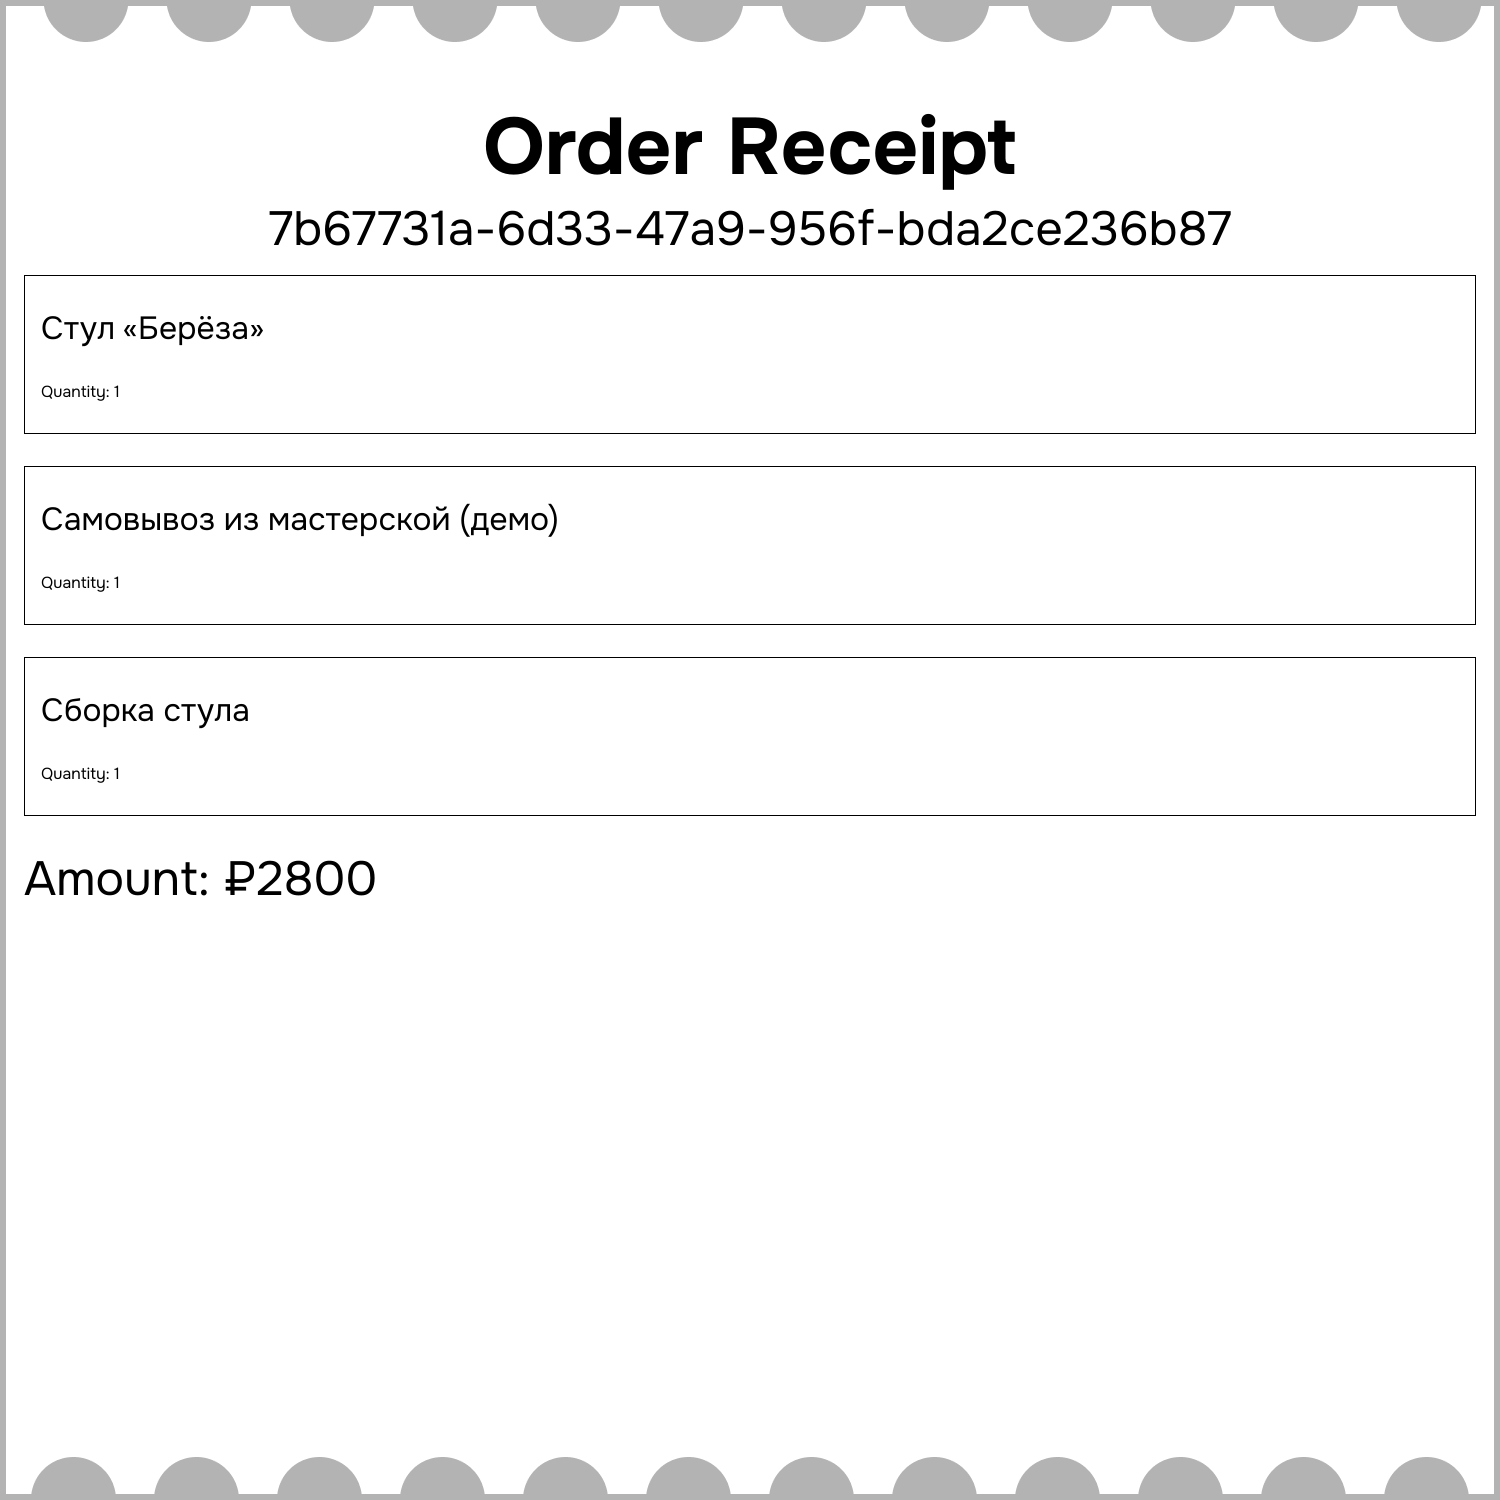 Order Receipt
7b67731a-6d33-47a9-956f-bda2ce236b87
Стул «Берёза»
Quantity: 1
Самовывоз из мастерской (демо)
Quantity: 1
Сборка стула
Quantity: 1
Amount: ₽2800